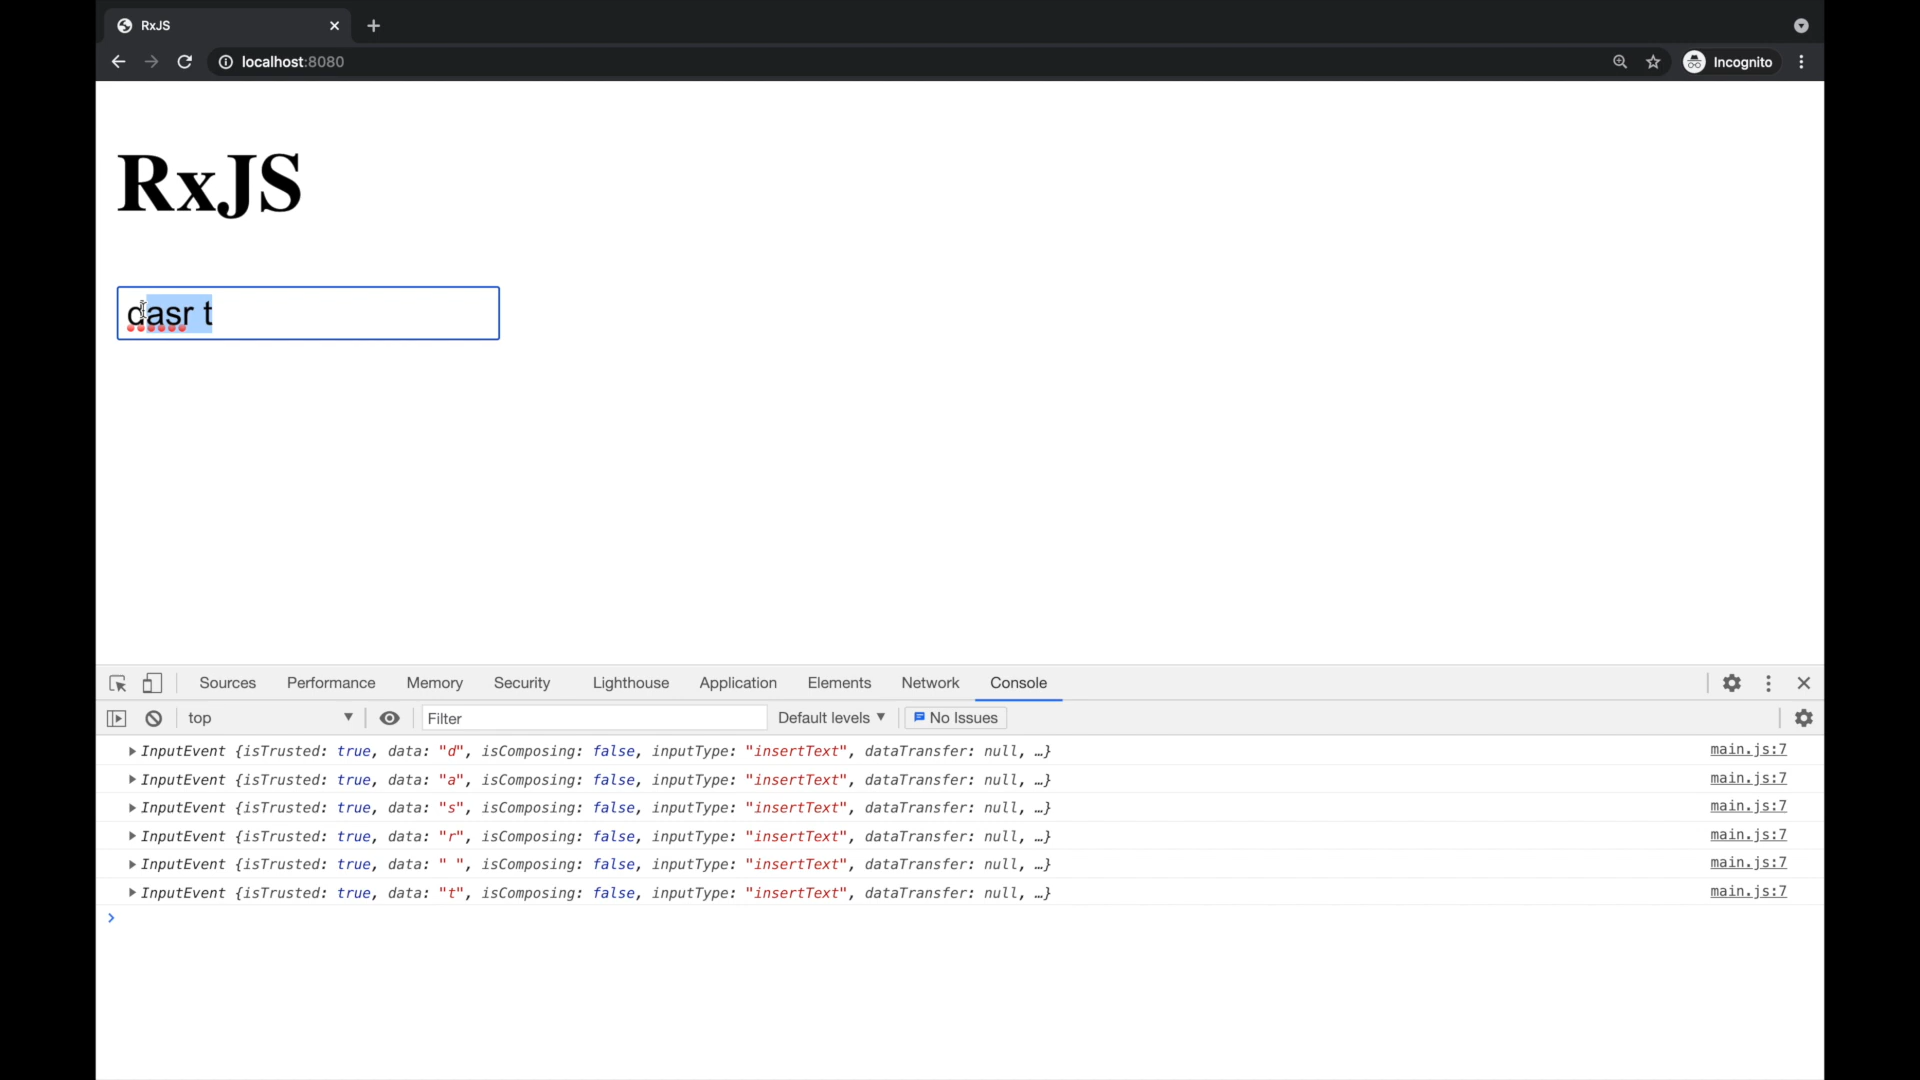 RxJS
localhost:8080
Incognito
RxJS
dasr t
Sources Performance Memory Security Lighthouse Application Elements Network Console
top Filter Default levels No Issues
InputEvent {isTrusted: true, data: "d", isComposing: false, inputType: "insertText", dataTransfer: null, …} main.js:7
InputEvent {isTrusted: true, data: "a", isComposing: false, inputType: "insertText", dataTransfer: null, …} main.js:7
InputEvent {isTrusted: true, data: "s", isComposing: false, inputType: "insertText", dataTransfer: null, …} main.js:7
InputEvent {isTrusted: true, data: "r", isComposing: false, inputType: "insertText", dataTransfer: null, …} main.js:7
InputEvent {isTrusted: true, data: " ", isComposing: false, inputType: "insertText", dataTransfer: null, …} main.js:7
InputEvent {isTrusted: true, data: "t", isComposing: false, inputType: "insertText", dataTransfer: null, …} main.js:7